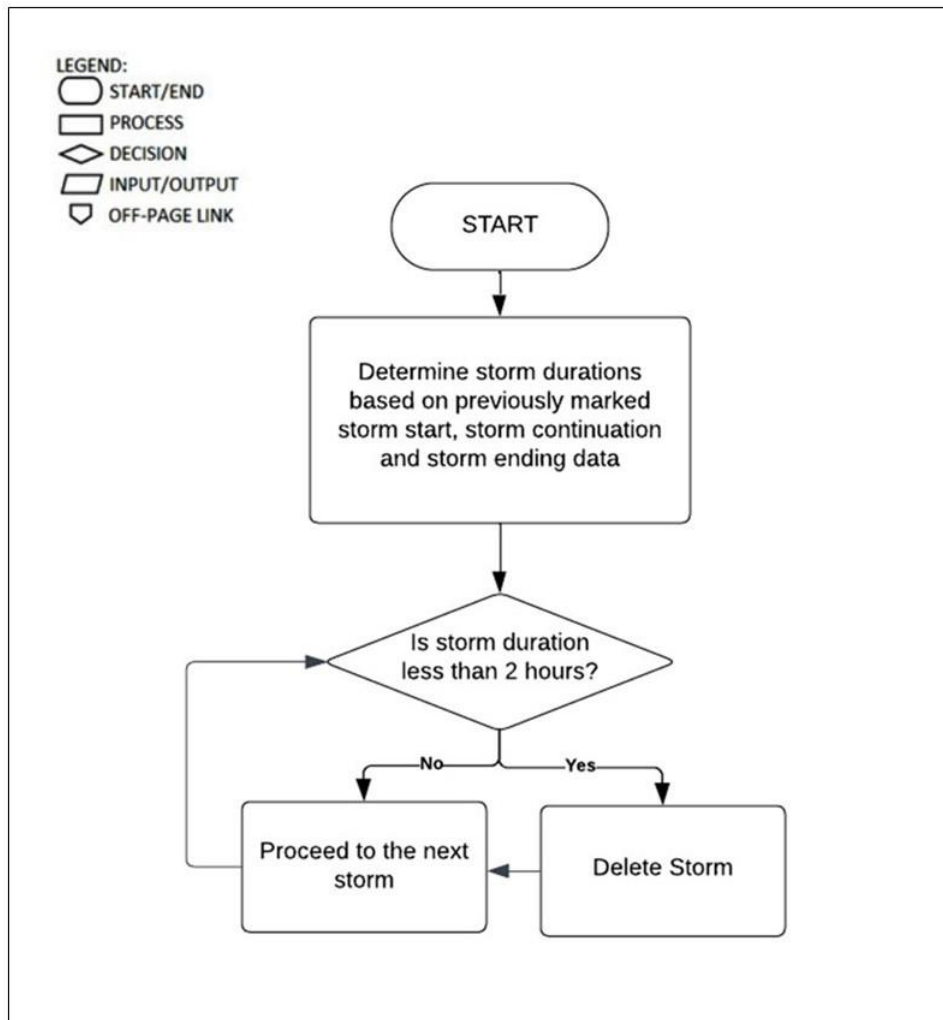 LEGEND:
START/END
PROCESS
DECISION
INPUT/OUTPUT
OFF-PAGE LINK
START
Determine storm durations
based on previously marked
storm start, storm continuation
and storm ending data
Is storm duration
less than 2 hours?
No
Yes
Proceed to the next
storm
Delete Storm